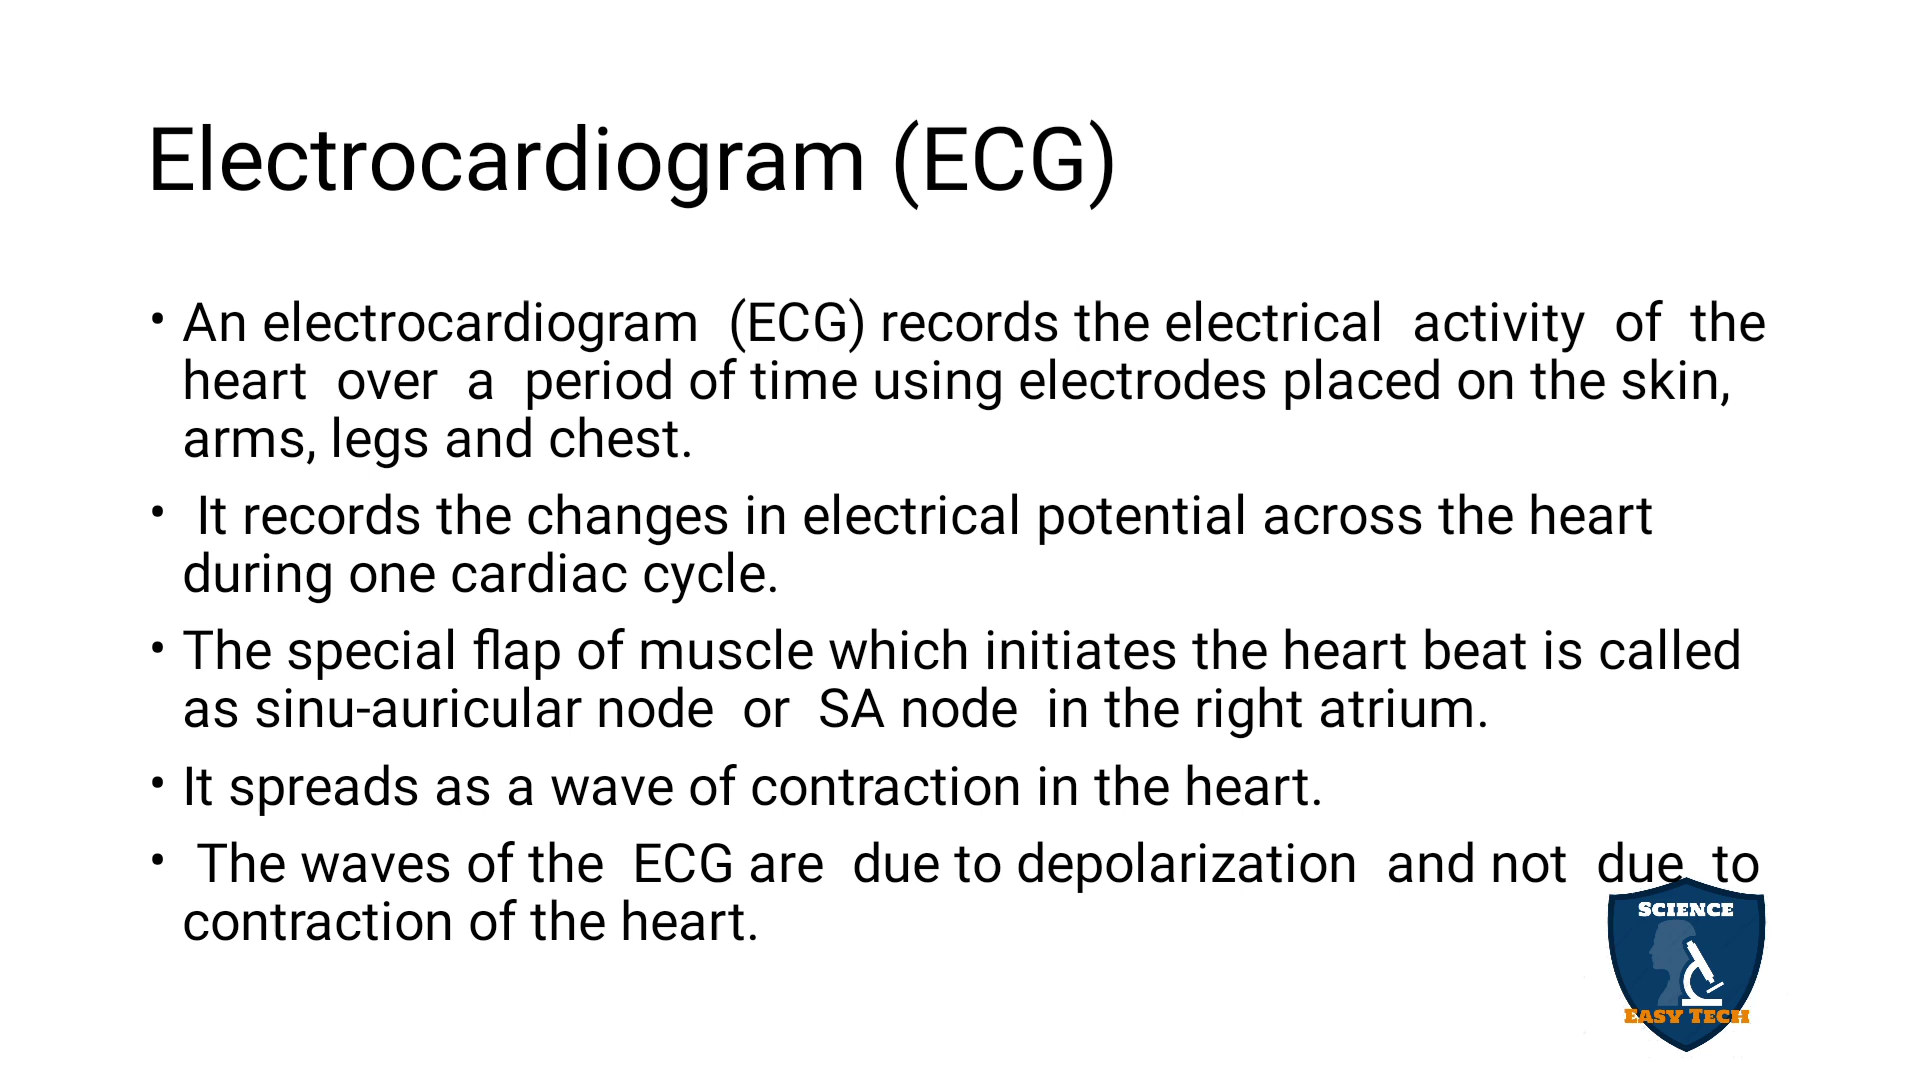 Electrocardiogram (ECG)
• An electrocardiogram  (ECG) records the electrical  activity  of  the
heart  over  a  period of time using electrodes placed on the skin,
arms, legs and chest.
•  It records the changes in electrical potential across the heart
during one cardiac cycle.
• The special flap of muscle which initiates the heart beat is called
as sinu-auricular node  or  SA node  in the right atrium.
• It spreads as a wave of contraction in the heart.
•  The waves of the  ECG are  due to depolarization  and not  due  to
contraction of the heart.
SCIENCE
EASY TECH